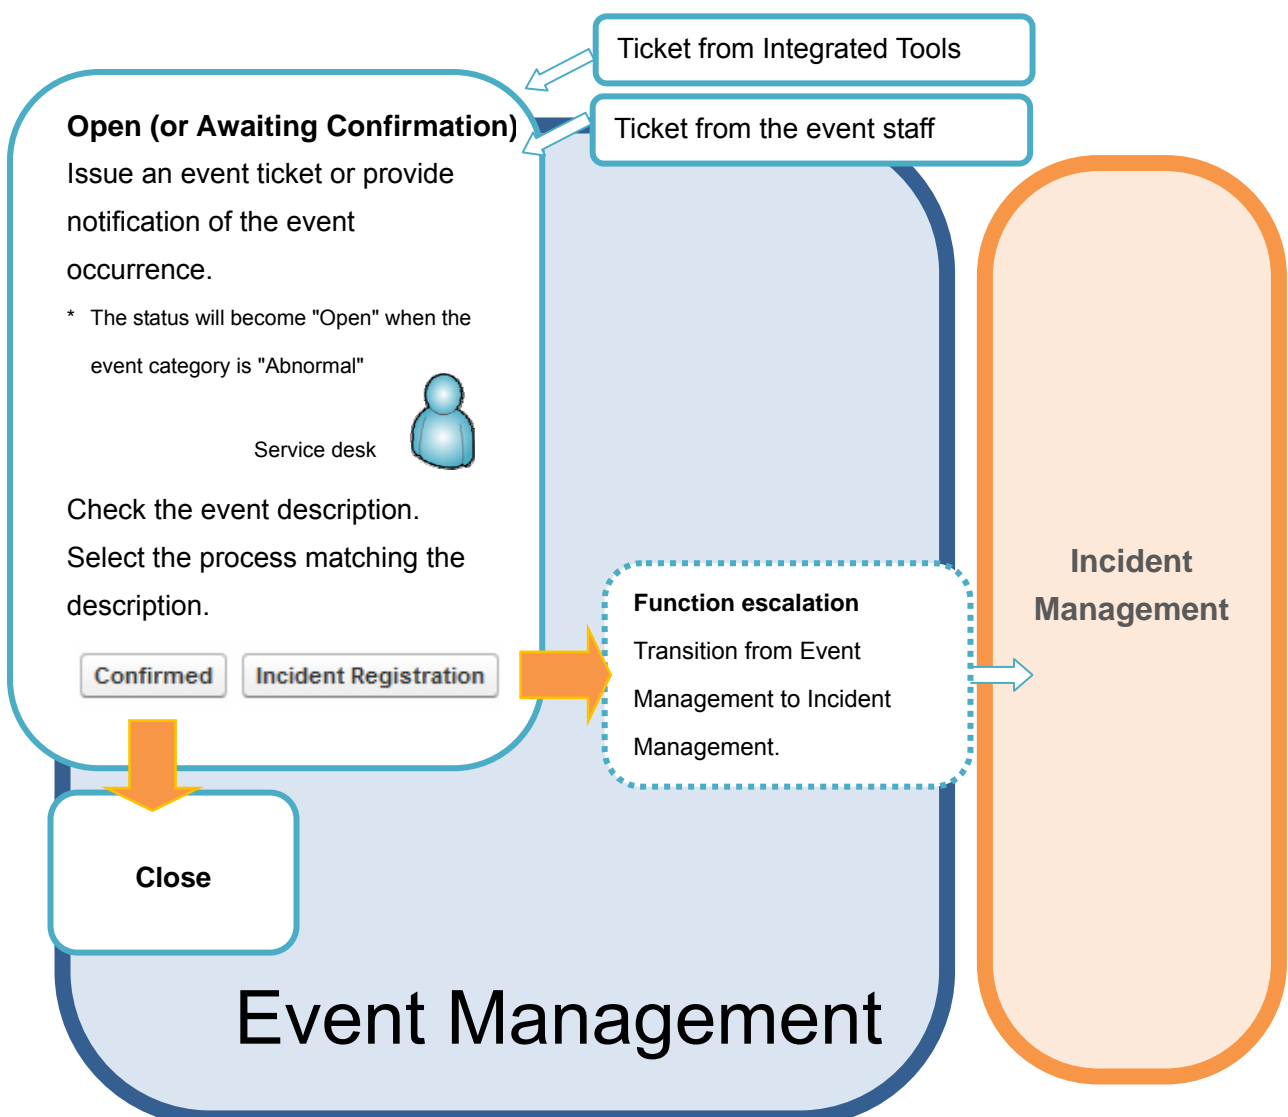 Ticket from Integrated Tools
Ticket from the event staff
Open (or Awaiting Confirmation)
Issue an event ticket or provide
notification of the event
occurrence.
* The status will become "Open" when the
event category is "Abnormal"
Service desk
Check the event description.
Select the process matching the
description.
Confirmed
Incident Registration
Function escalation
Transition from Event
Management to Incident
Management.
Incident
Management
Close
Event Management